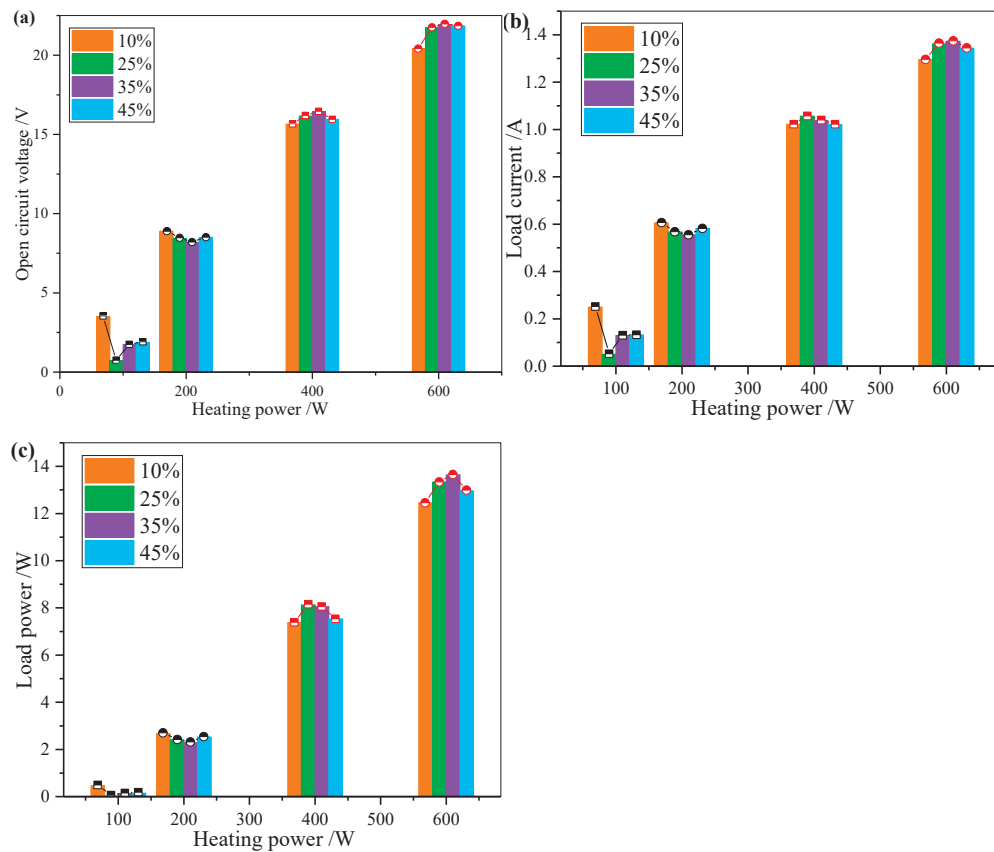 (a)
10%
25%
35%
45%
Open circuit voltage /V
20
15
10
5
0
0 200 400 600
Heating power /W
(b)
10%
25%
35%
45%
Load current /A
1.4
1.2
1.0
0.8
0.6
0.4
0.2
0.0
100 200 300 400 500 600
Heating power /W
(c)
10%
25%
35%
45%
Load power /W
14
12
10
8
6
4
2
0
100 200 300 400 500 600
Heating power /W